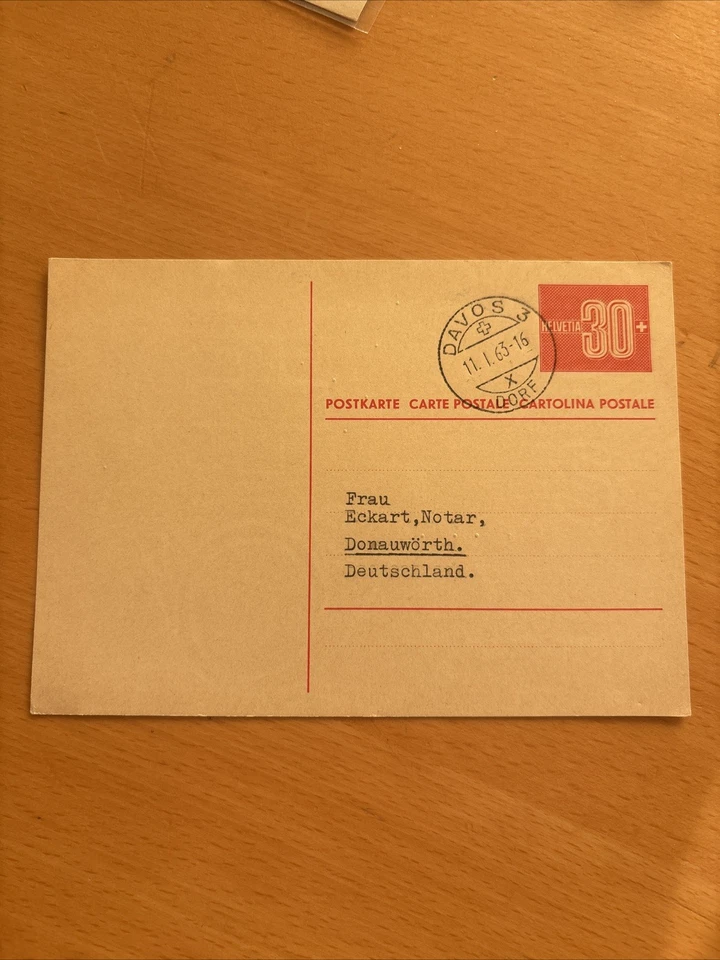 DAVOS 3
11. I. 63-16
X
DORF
HELVETIA 30+
POSTKARTE CARTE POSTALE CARTOLINA POSTALE
Frau
Eckart,Notar,
Donauwörth.
Deutschland.